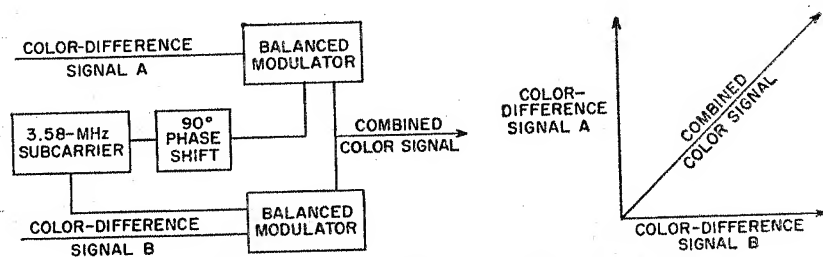 COLOR-DIFFERENCE
SIGNAL A
BALANCED
MODULATOR
3.58-MHz
SUBCARRIER
90°
PHASE
SHIFT
COMBINED
COLOR SIGNAL
COLOR-DIFFERENCE
SIGNAL B
BALANCED
MODULATOR
COLOR-
DIFFERENCE
SIGNAL A
COMBINED
COLOR SIGNAL
COLOR-DIFFERENCE
SIGNAL B